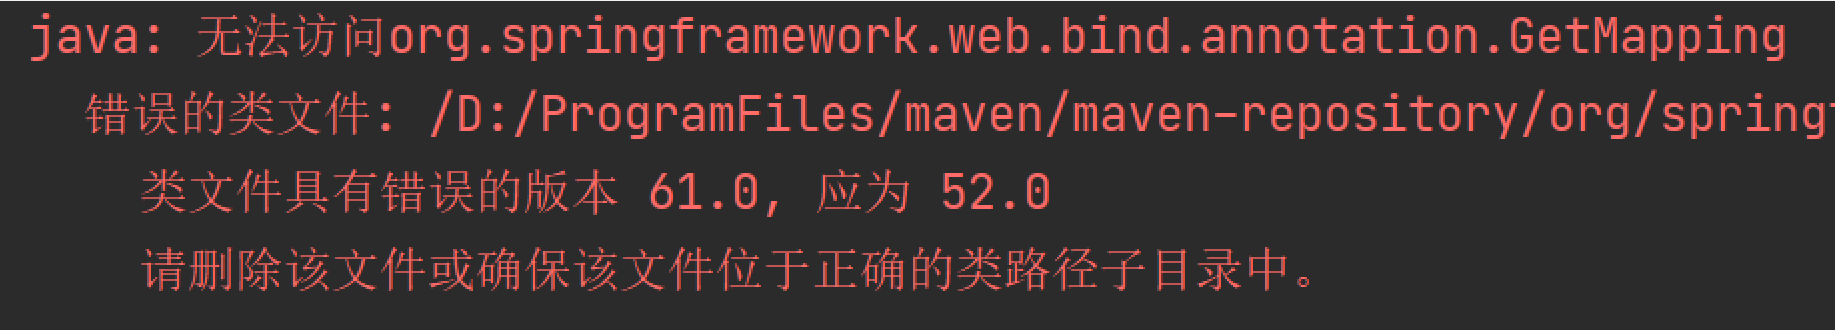 java: 无法访问org.springframework.web.bind.annotation.GetMapping
错误的类文件: /D:/ProgramFiles/maven/maven-repository/org/spring
类文件具有错误的版本 61.0, 应为 52.0
请删除该文件或确保该文件位于正确的类路径子目录中。